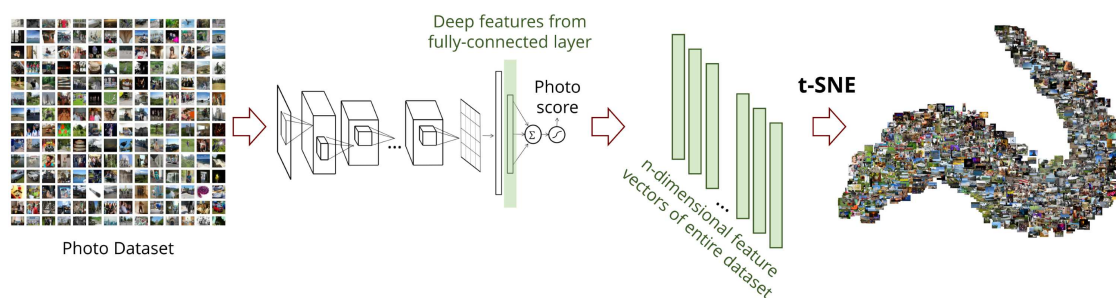 Photo Dataset
Deep features from
fully-connected layer
...
Photo
score
Σ
...
n-dimensional feature
vectors of entire dataset
t-SNE